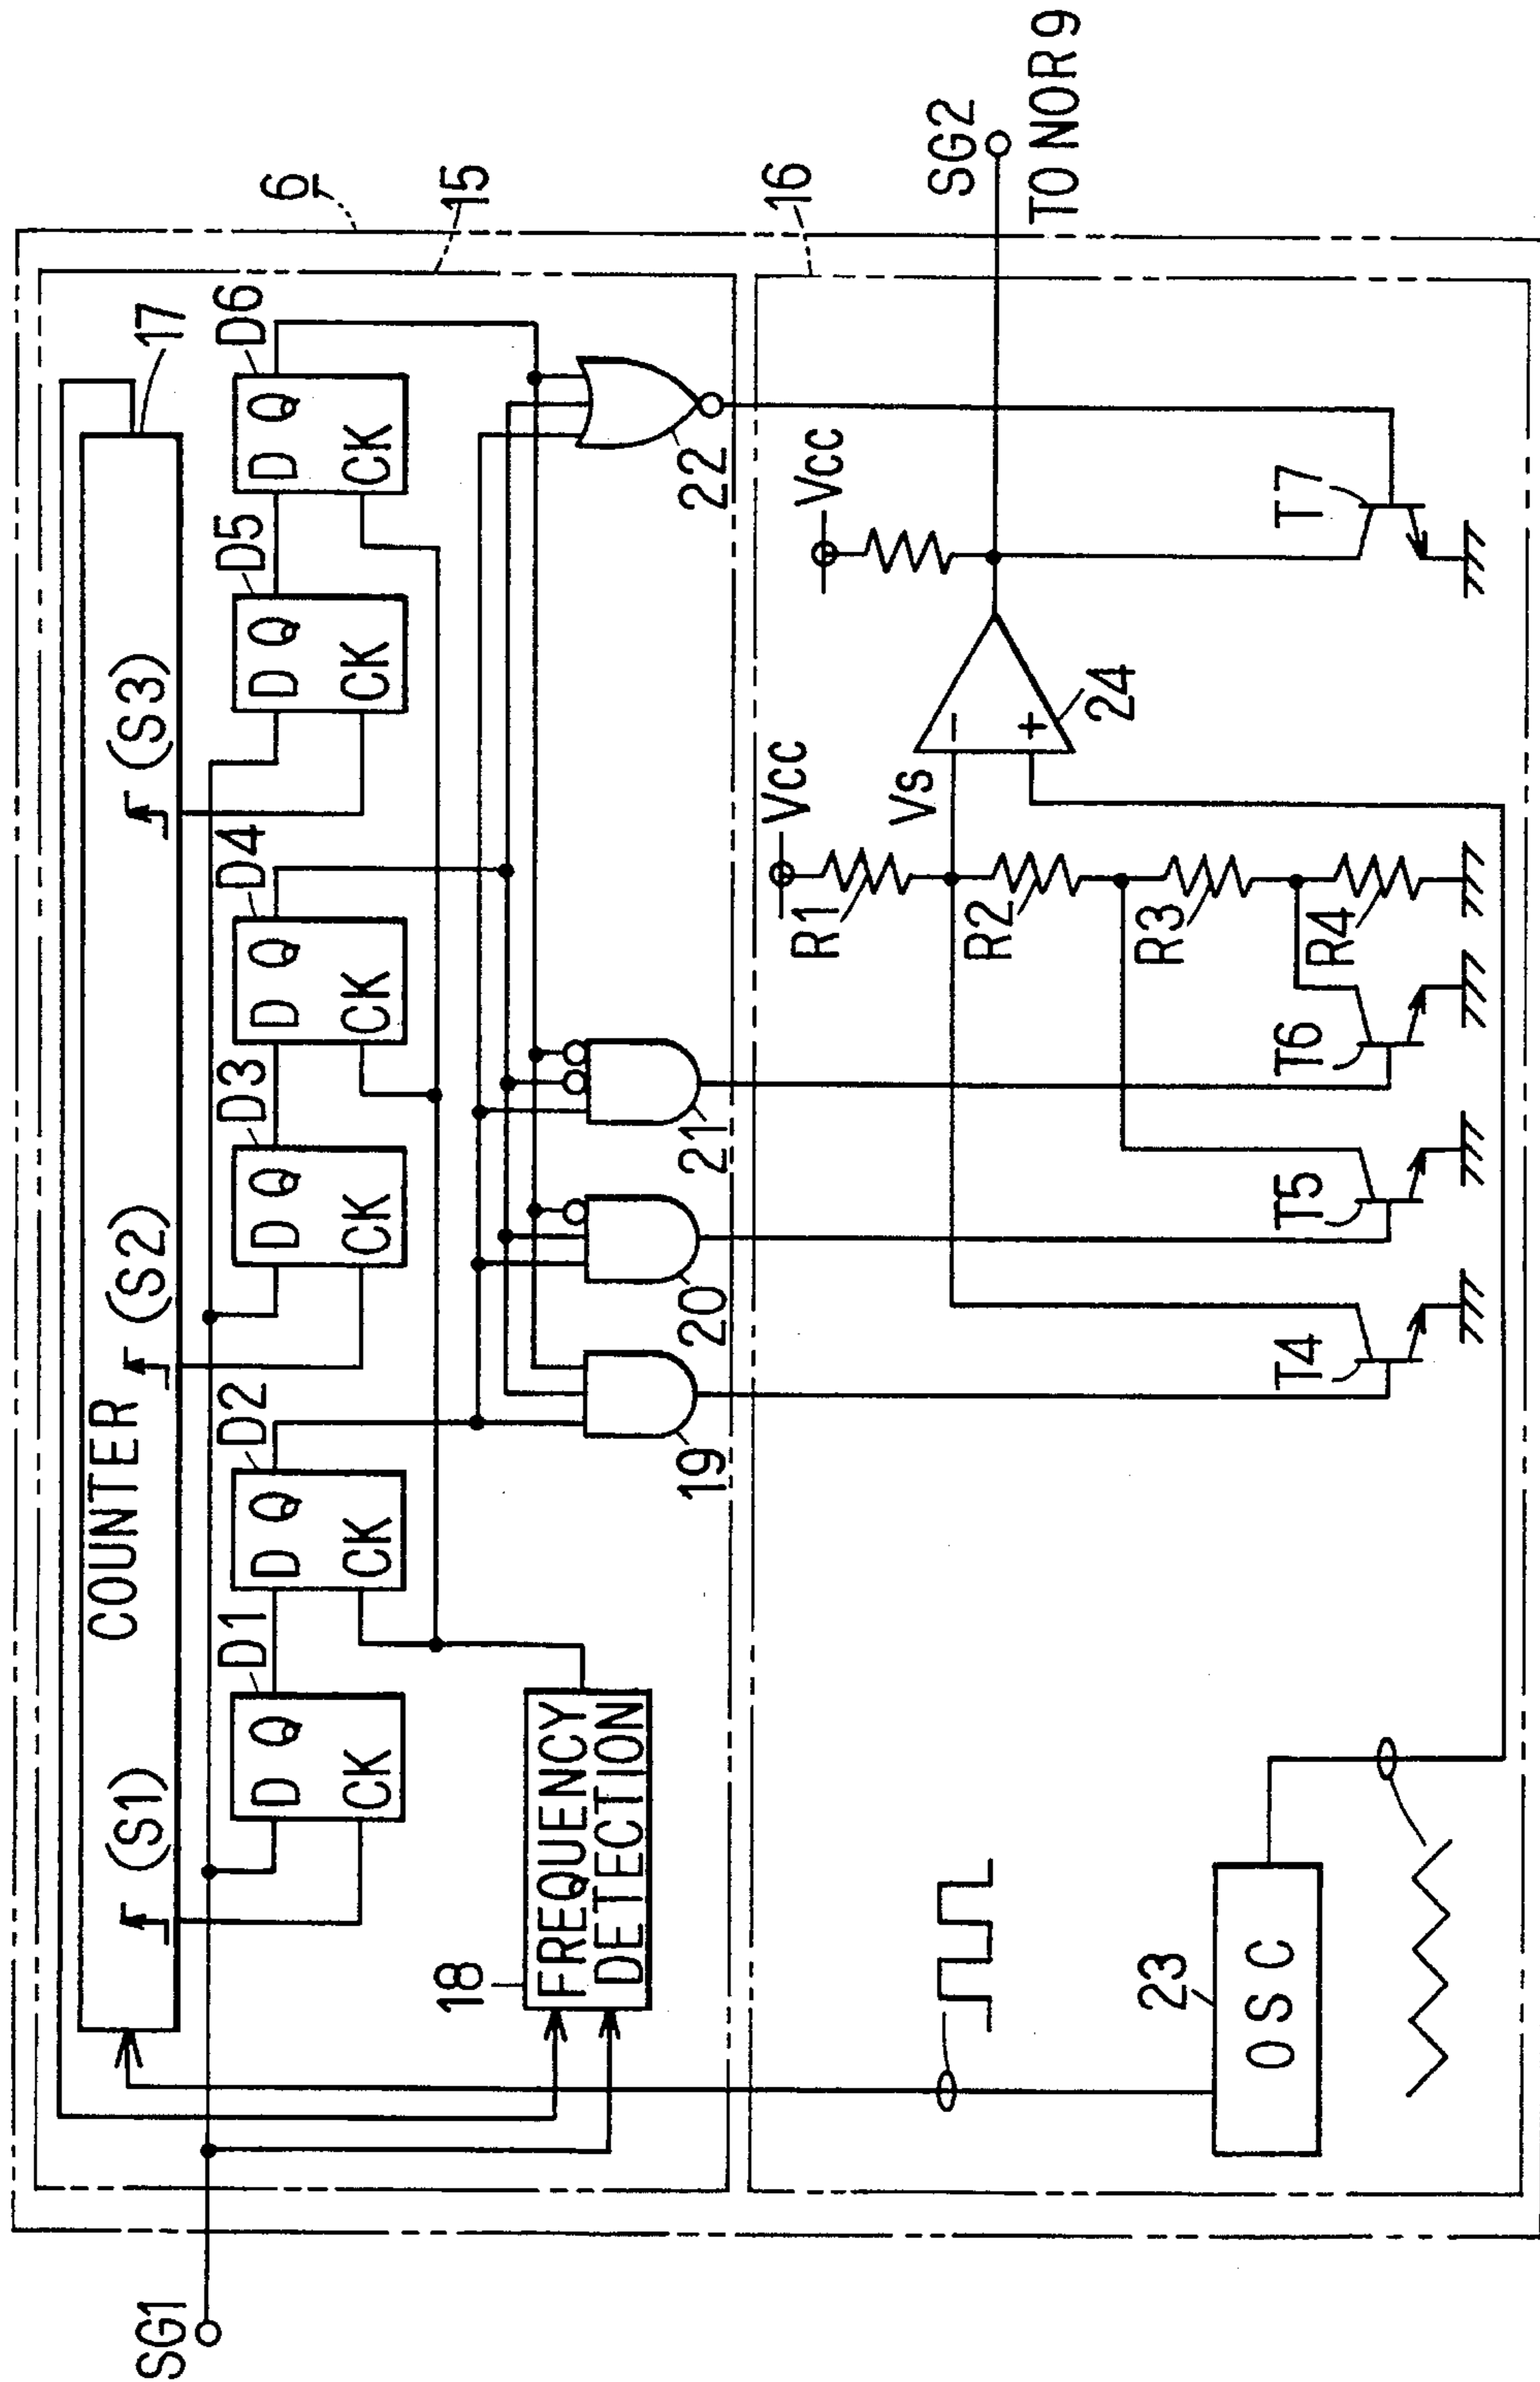 6
15
17
COUNTER
(S1)
(S2)
(S3)
SG1
D1
D2
D3
D4
D5
D6
D Q
CK
D Q
CK
D Q
CK
D Q
CK
D Q
CK
D Q
CK
18
FREQUENCY
DETECTION
19
20
21
22
16
Vcc
Vcc
SG2
TO NOR 9
Vs
R1
R2
R3
R4
−
+
24
23
OSC
T4
T5
T6
T7